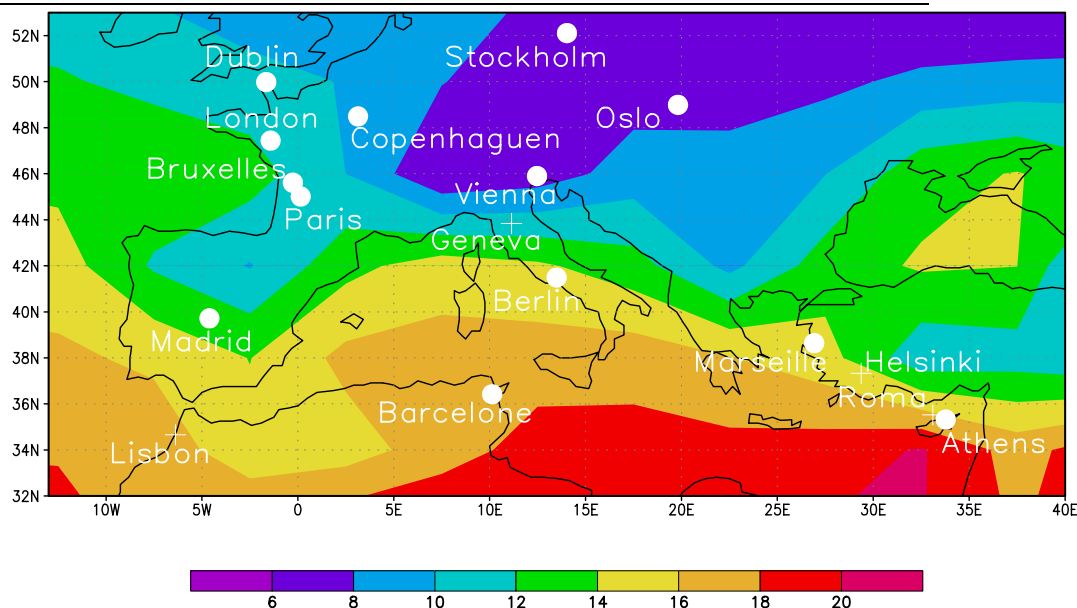 52N
Dublin
Stockholm
50N
London
Oslo
48N
Copenhaguen
Bruxelles
46N
Vienna
Paris
44N
Geneva
42N
Berlin
40N
Madrid
38N
Marseille
Helsinki
Roma
36N
Barcelone
Athens
34N
Lisbon
32N
10W 5W 0 5E 10E 15E 20E 25E 30E 35E 40E
6 8 10 12 14 16 18 20